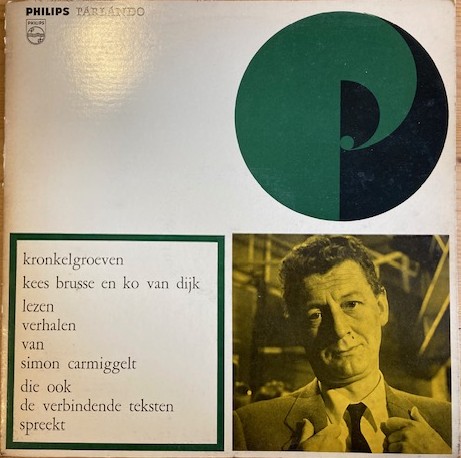 PHILIPS PARLANDO
PHILIPS
kronkelgroeven
kees brusse en ko van dijk
lezen
verhalen
van
simon carmiggelt
die ook
de verbindende teksten
spreekt